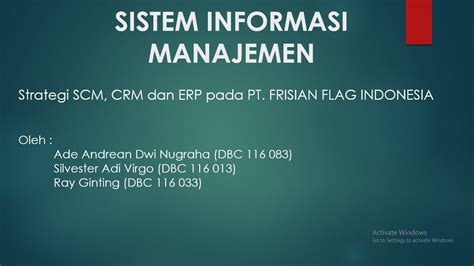 SISTEM INFORMASI
MANAJEMEN
Strategi SCM, CRM dan ERP pada PT. FRISIAN FLAG INDONESIA
Oleh :
Ade Andrean Dwi Nugraha (DBC 116 083)
Silvester Adi Virgo (DBC 116 013)
Ray Ginting (DBC 116 033)
Activate Windows
Go to Settings to activate Windows.